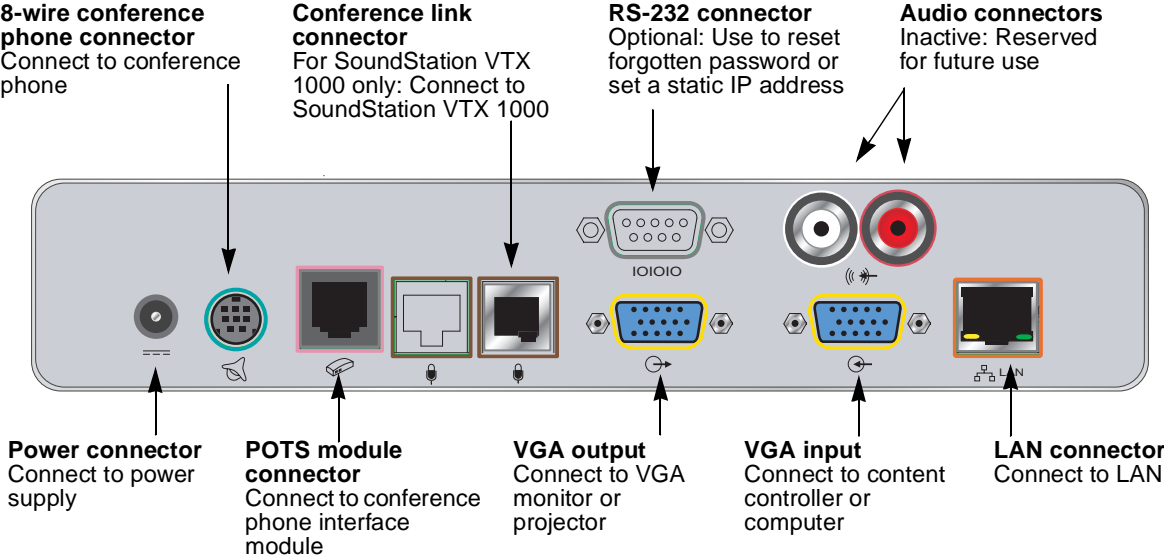 8-wire conference
phone connector
Connect to conference
phone
Conference link
connector
For SoundStation VTX
1000 only: Connect to
SoundStation VTX 1000
RS-232 connector
Optional: Use to reset
forgotten password or
set a static IP address
Audio connectors
Inactive: Reserved
for future use
IOIOIO
LAN
Power connector
Connect to power
supply
POTS module
connector
Connect to conference
phone interface
module
VGA output
Connect to VGA
monitor or
projector
VGA input
Connect to content
controller or
computer
LAN connector
Connect to LAN